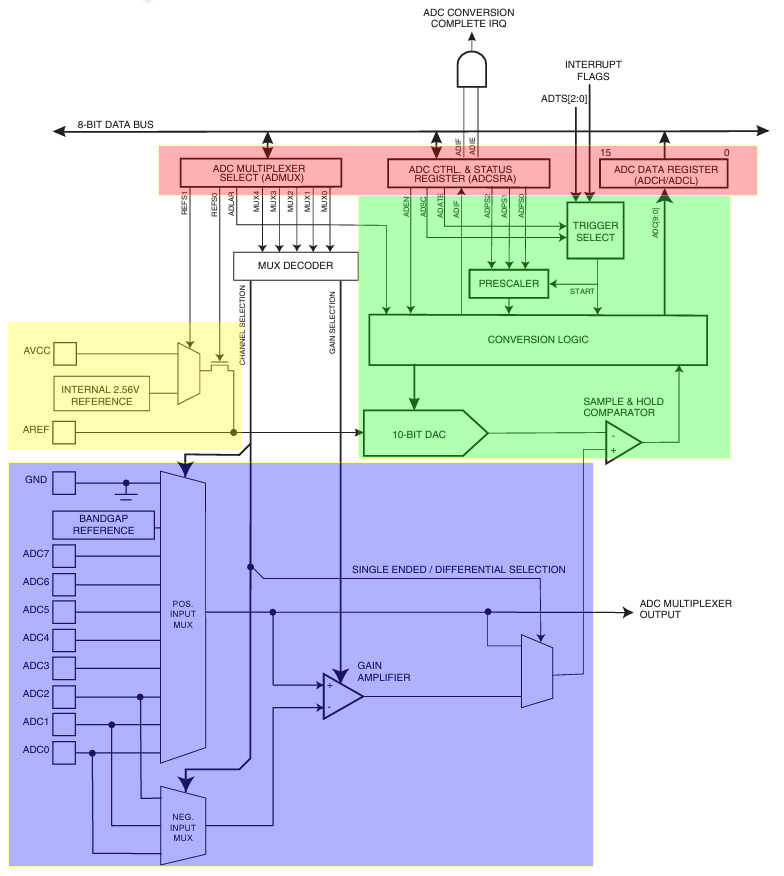 ADC CONVERSION
COMPLETE IRQ
INTERRUPT
FLAGS
ADTS[2:0]
8-BIT DATA BUS
ADIF
ADIE
15
0
ADC MULTIPLEXER
SELECT (ADMUX)
ADC CTRL. & STATUS
REGISTER (ADCSRA)
ADC DATA REGISTER
(ADCH/ADCL)
REFS1
REFS0
ADLAR
MUX4
MUX3
MUX2
MUX1
MUX0
ADEN
ADSC
ADATE
ADIF
ADPS2
ADPS1
ADPS0
TRIGGER
SELECT
ADC[9:0]
MUX DECODER
PRESCALER
START
CHANNEL SELECTION
GAIN SELECTION
CONVERSION LOGIC
AVCC
INTERNAL 2.56V
REFERENCE
AREF
SAMPLE & HOLD
COMPARATOR
10-BIT DAC
-
+
GND
BANDGAP
REFERENCE
ADC7
ADC6
ADC5
ADC4
ADC3
ADC2
ADC1
ADC0
POS.
INPUT
MUX
SINGLE ENDED / DIFFERENTIAL SELECTION
ADC MULTIPLEXER
OUTPUT
GAIN
AMPLIFIER
+
-
NEG.
INPUT
MUX